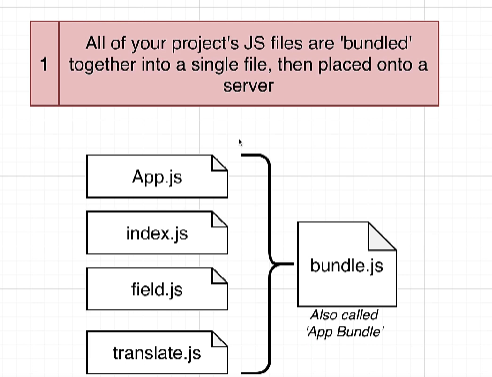 1
All of your project's JS files are 'bundled'
together into a single file, then placed onto a
server
App.js
index.js
field.js
translate.js
bundle.js
Also called
'App Bundle'